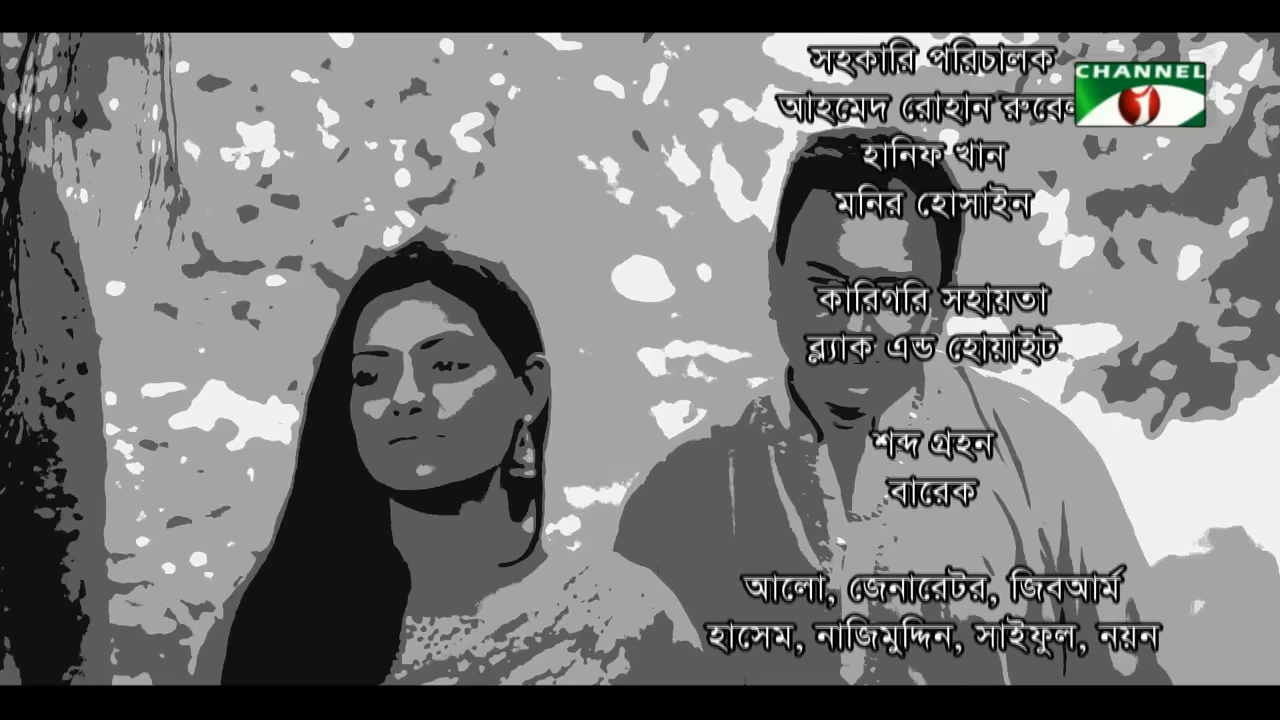 সহকারি পরিচালক
আহমেদ রোহান রুবেল
হানিফ খান
মনির হোসাইন
কারিগরি সহায়তা
ব্ল্যাক এন্ড হোয়াইট
শব্দ গ্রহন
বারেক
আলো, জেনারেটর, জিবআর্ম
হাসেম, নাজিমুদ্দিন, সাইফুল, নয়ন
CHANNEL
i